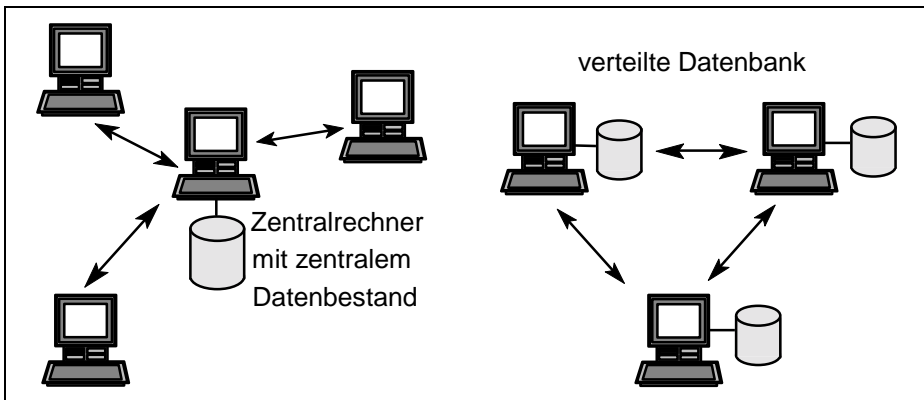 verteilte Datenbank
Zentralrechner
mit zentralem
Datenbestand